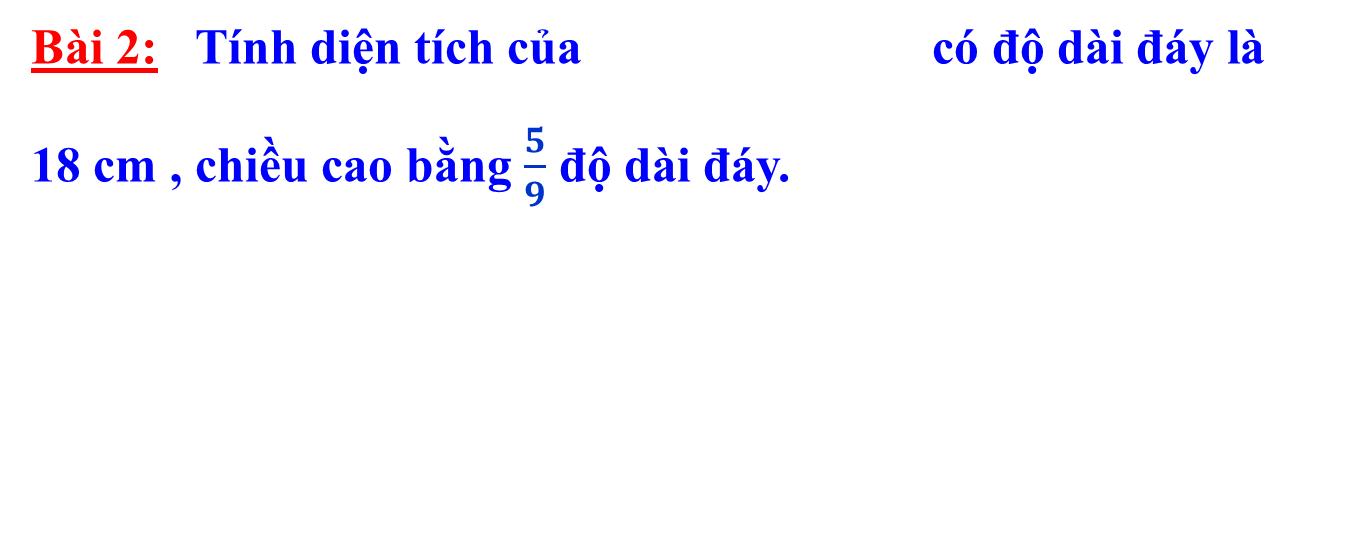 Bài 2: Tính diện tích của có độ dài đáy là
18 cm , chiều cao bằng 5/9 độ dài đáy.